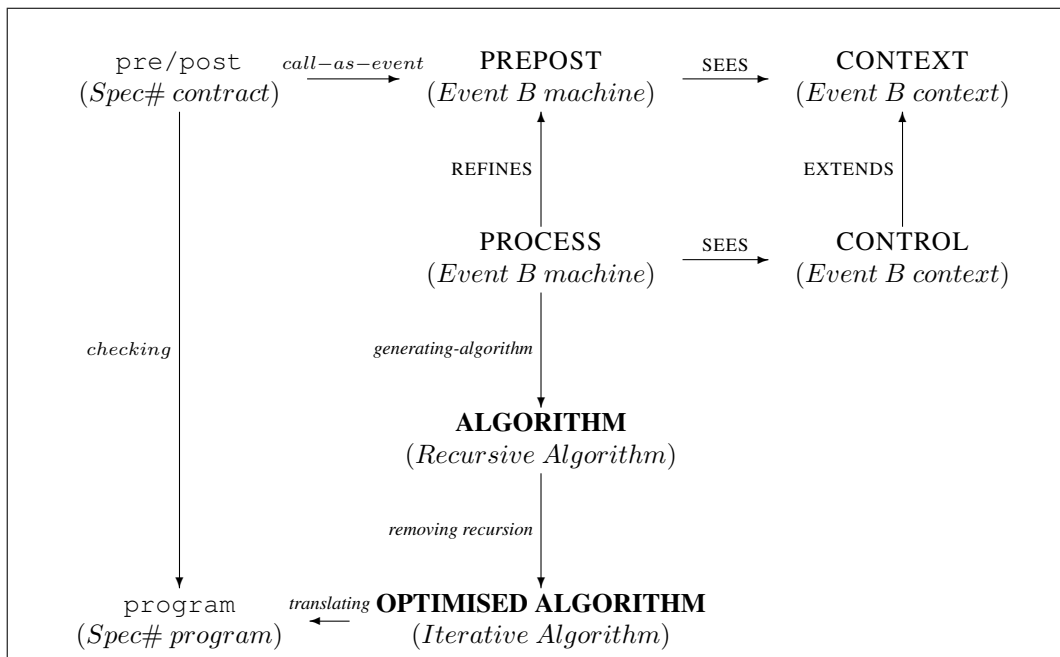 pre/post call−as−event PREPOST SEES CONTEXT
(Spec# contract) (Event B machine) (Event B context)
REFINES EXTENDS
PROCESS SEES CONTROL
(Event B machine) (Event B context)
checking generating-algorithm
ALGORITHM
(Recursive Algorithm)
removing recursion
program translating OPTIMISED ALGORITHM
(Spec# program) (Iterative Algorithm)